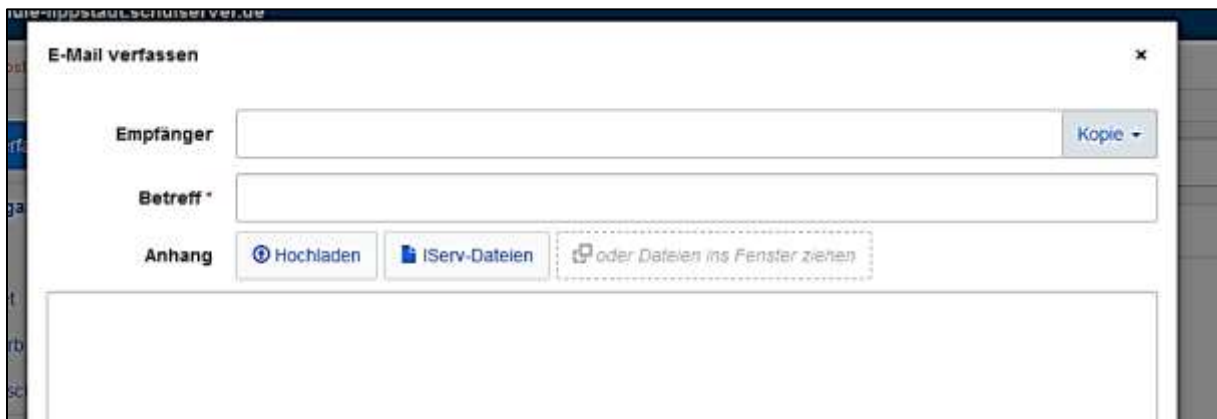 E-Mail verfassen ×
Empfänger Kopie
Betreff *
Anhang Hochladen IServ-Dateien oder Dateien ins Fenster ziehen